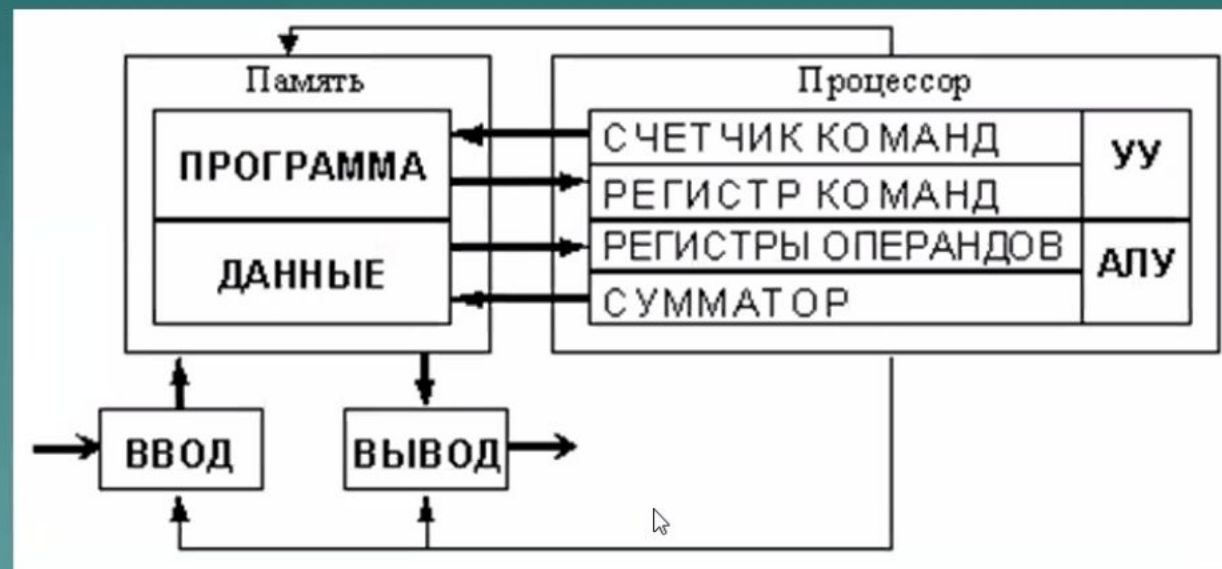 Память
ПРОГРАММА
ДАННЫЕ
Процессор
СЧЕТЧИК КОМАНД
РЕГИСТР КОМАНД
УУ
РЕГИСТРЫ ОПЕРАНДОВ
СУММАТОР
АЛУ
ВВОД
ВЫВОД